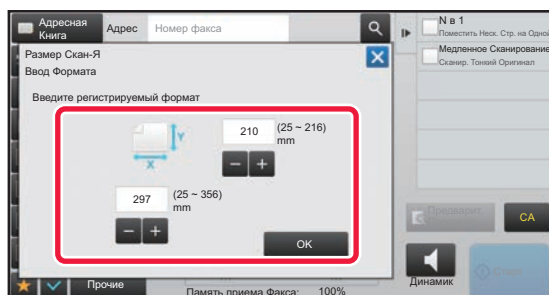 Адресная
Книга
Адрес
Номер факса
N в 1
Поместить Неск. Стр. на Одной
Медленное Сканирование
Сканир. Тонкий Оригинал
Размер Скан-Я
Ввод Формата
Введите регистрируемый формат
Y
X
210
(25 ~ 216)
mm
297
(25 ~ 356)
mm
OK
Предварит.
CA
Старт
Динамик
Прочие
Память приема Факса: 100%